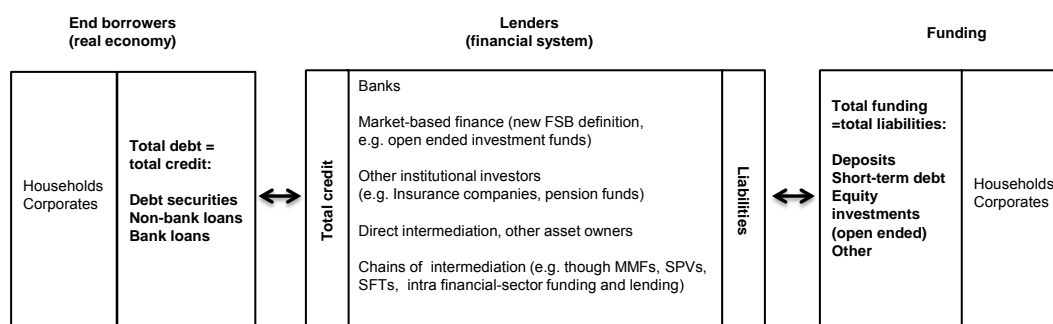 End borrowers
(real economy)
Lenders
(financial system)
Funding
Households
Corporates
Total debt =
total credit:
Debt securities
Non-bank loans
Bank loans
Total credit
Banks
Market-based finance (new FSB definition,
e.g. open ended investment funds)
Other institutional investors
(e.g. Insurance companies, pension funds)
Direct intermediation, other asset owners
Chains of intermediation (e.g. though MMFs, SPVs,
SFTs, intra financial-sector funding and lending)
Liabilities
Total funding
=total liabilities:
Deposits
Short-term debt
Equity
investments
(open ended)
Other
Households
Corporates